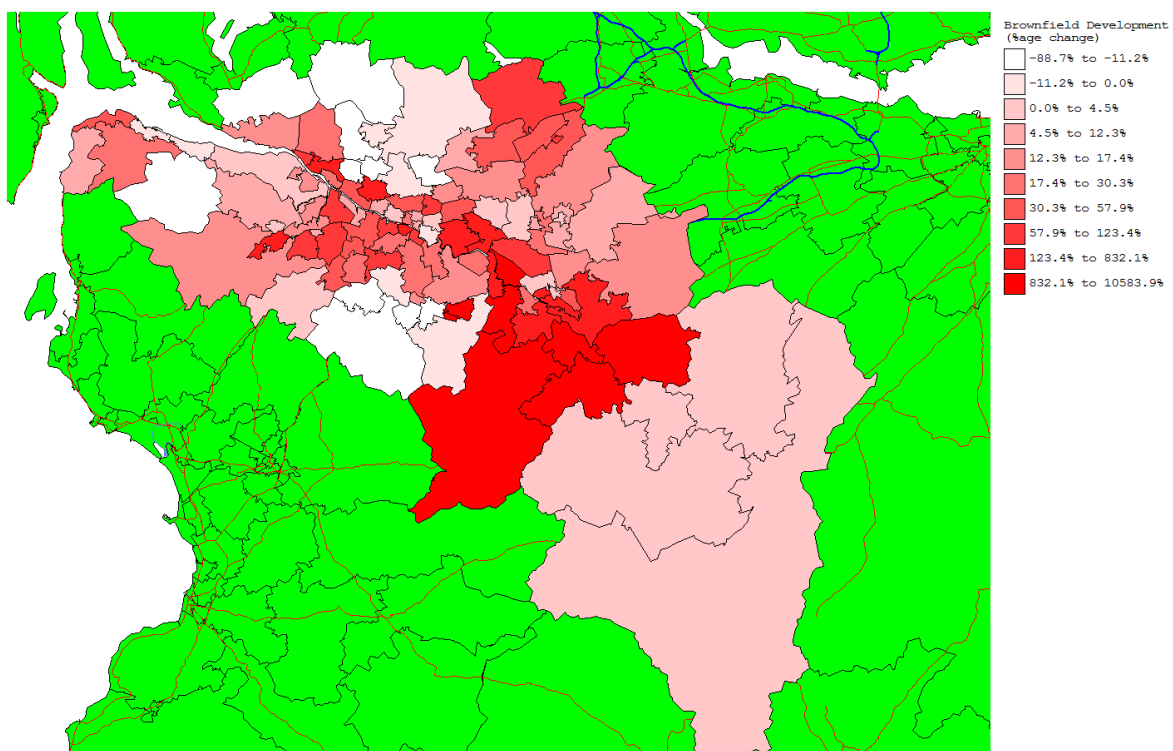 Brownfield Development
(%age change)
-88.7% to -11.2%
-11.2% to 0.0%
0.0% to 4.5%
4.5% to 12.3%
12.3% to 17.4%
17.4% to 30.3%
30.3% to 57.9%
57.9% to 123.4%
123.4% to 832.1%
832.1% to 10583.9%